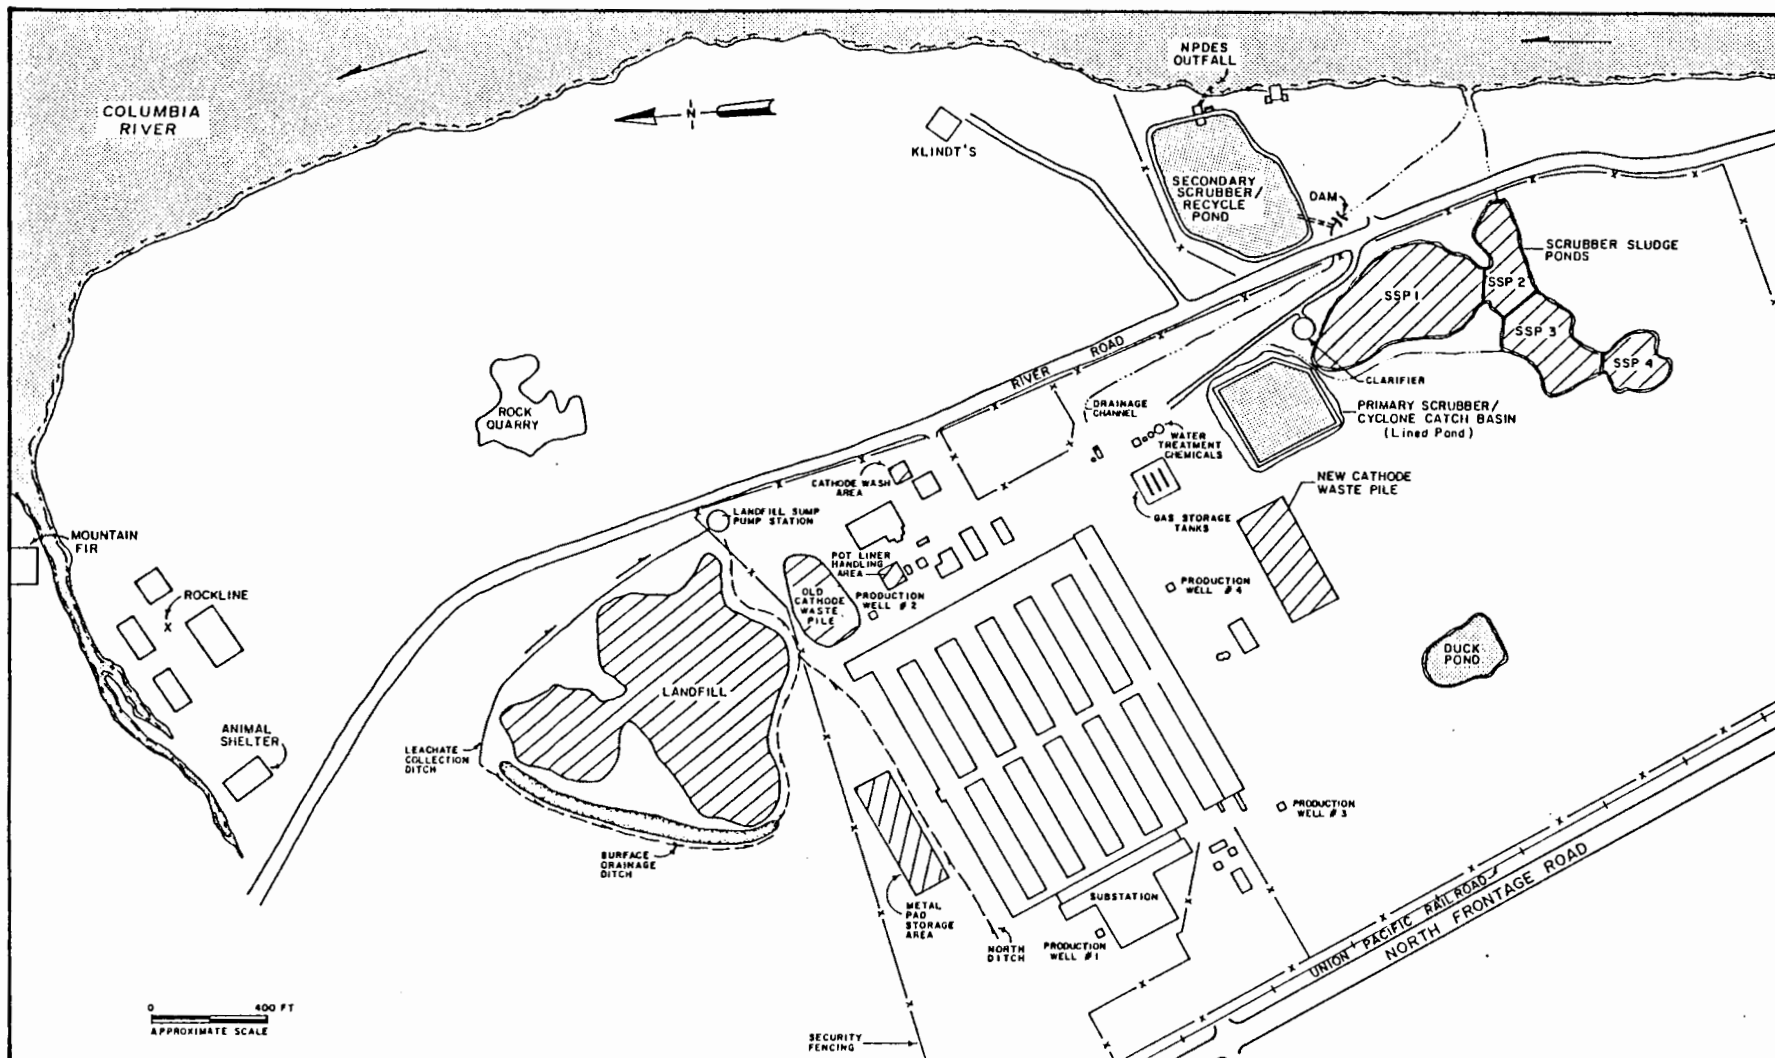 NPDES
OUTFALL
COLUMBIA
RIVER
N
KLINDT'S
SECONDARY
SCRUBBER/
RECYCLE
POND
DAM
SCRUBBER SLUDGE
PONDS
SSP 1
SSP 2
SSP 3
SSP 4
RIVER ROAD
CLARIFIER
ROCK
QUARRY
DRAINAGE
CHANNEL
PRIMARY SCRUBBER/
CYCLONE CATCH BASIN
(Lined Pond)
WATER
TREATMENT
CHEMICALS
CATHODE WASH
AREA
NEW CATHODE
WASTE PILE
LANDFILL SUMP
PUMP STATION
GAS STORAGE
TANKS
MOUNTAIN
FIR
POT LINER
HANDLING
AREA
ROCKLINE
OLD
CATHODE
WASTE
PILE
PRODUCTION
WELL #2
PRODUCTION
WELL #4
DUCK
POND
LANDFILL
ANIMAL
SHELTER
LEACHATE
COLLECTION
DITCH
PRODUCTION
WELL #3
SURFACE
DRAINAGE
DITCH
SUBSTATION
METAL
PAD
STORAGE
AREA
NORTH
DITCH
PRODUCTION
WELL #1
UNION PACIFIC RAILROAD
NORTH FRONTAGE ROAD
0 400 FT
APPROXIMATE SCALE
SECURITY
FENCING